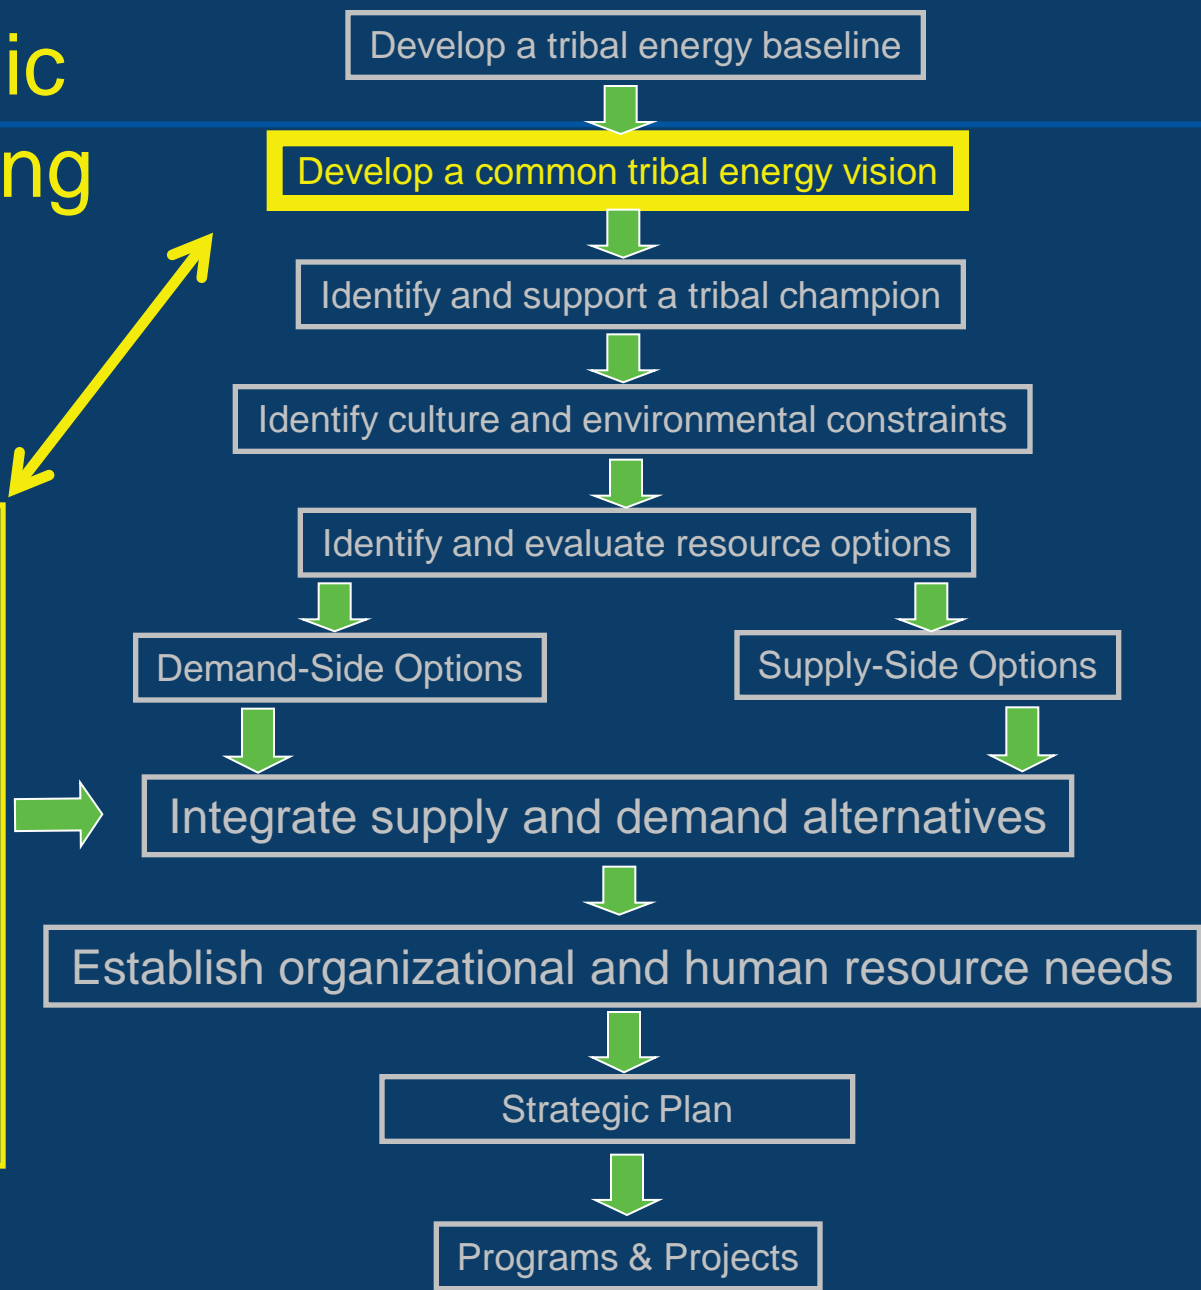 ic
ng
Develop a tribal energy baseline
Develop a common tribal energy vision
Identify and support a tribal champion
Identify culture and environmental constraints
Identify and evaluate resource options
Demand-Side Options
Supply-Side Options
Integrate supply and demand alternatives
Establish organizational and human resource needs
Strategic Plan
Programs & Projects